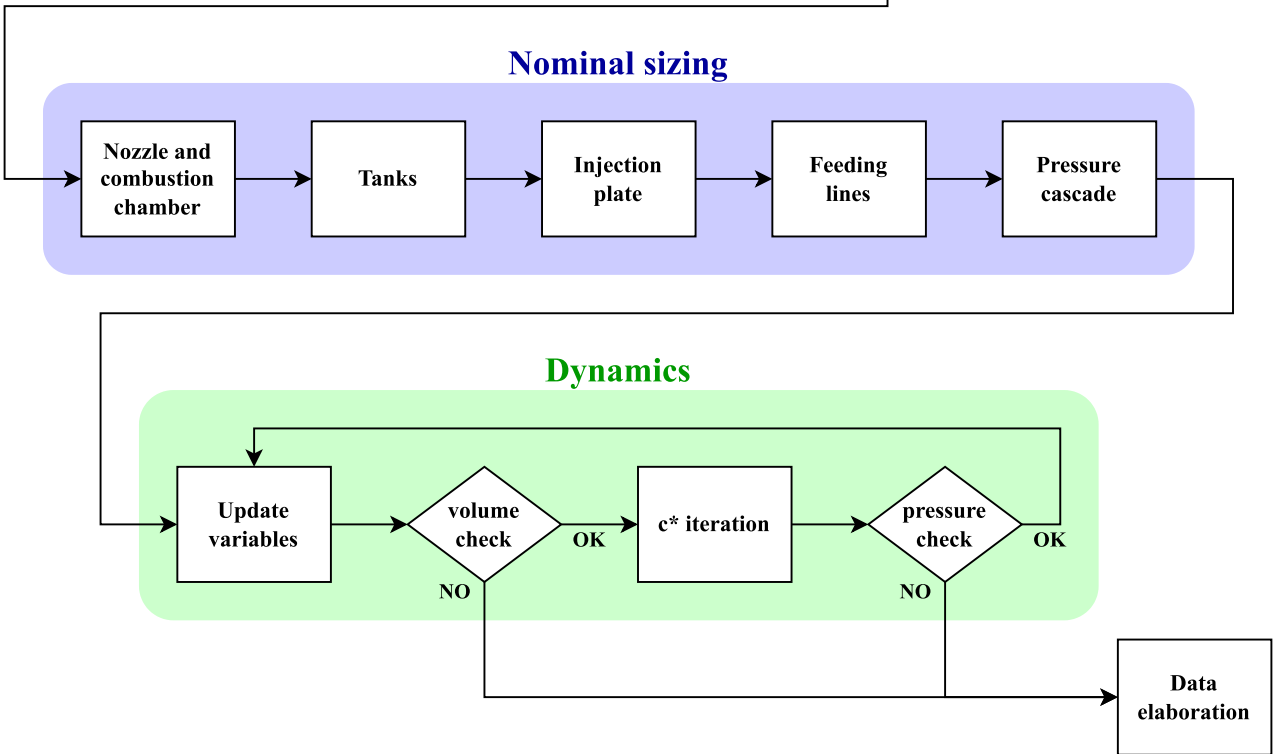 Nominal sizing
Nozzle and
combustion
chamber
Tanks
Injection
plate
Feeding
lines
Pressure
cascade
Dynamics
Update
variables
volume
check
OK
NO
c* iteration
pressure
check
OK
NO
Data
elaboration